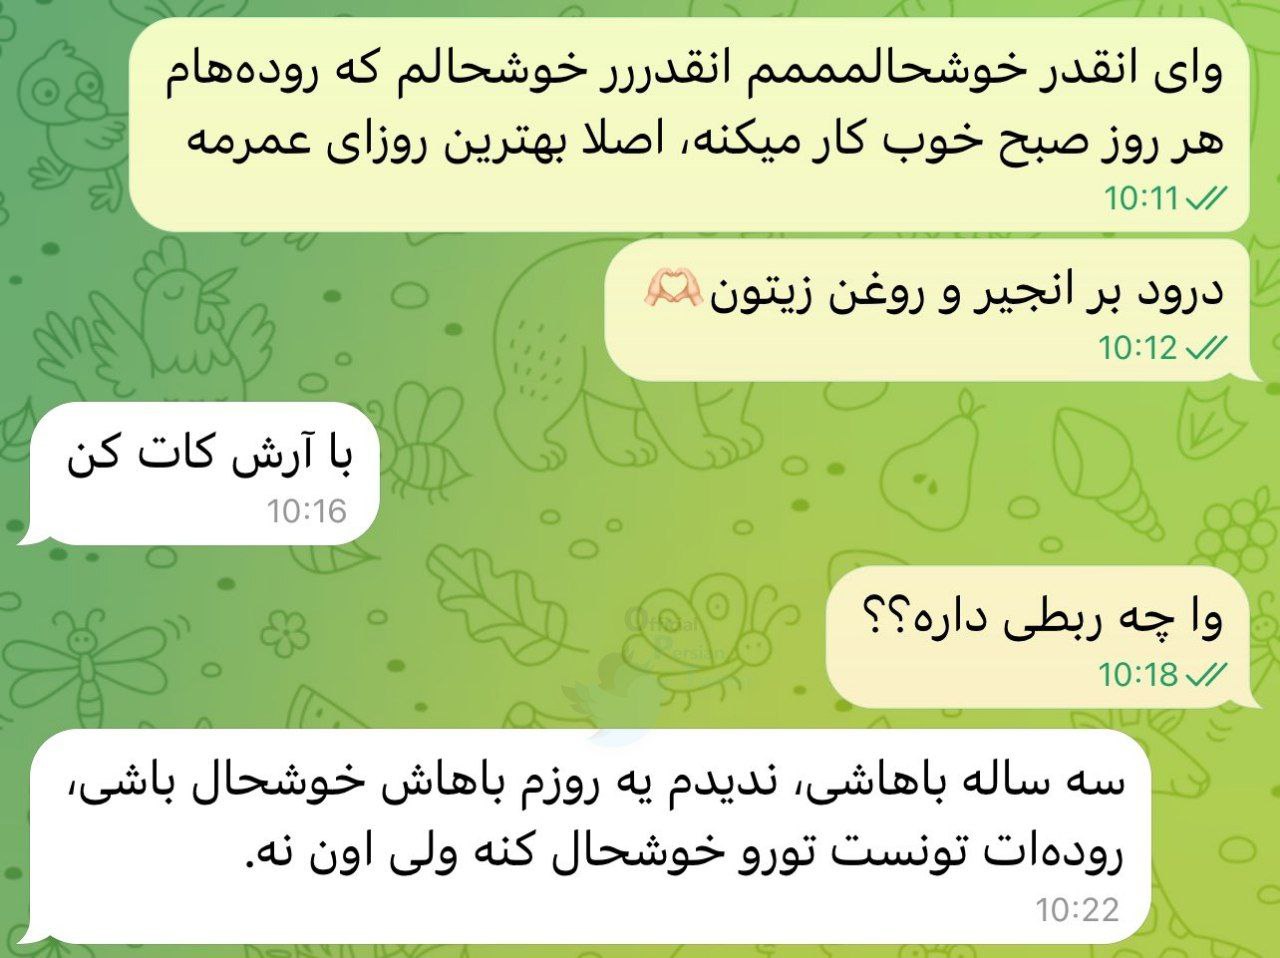 وای انقدر خوشحالمممم انقدررر خوشحالم که روده‌هام
هر روز صبح خوب کار میکنه، اصلا بهترین روزای عمرمه
10:11
درود بر انجیر و روغن زیتون🫶🏻
10:12
با آرش کات کن
10:16
وا چه ربطی داره؟؟
10:18
Official
Persian
سه ساله باهاشی، ندیدم یه روزم باهاش خوشحال باشی،
روده‌ات تونست تورو خوشحال کنه ولی اون نه.
10:22